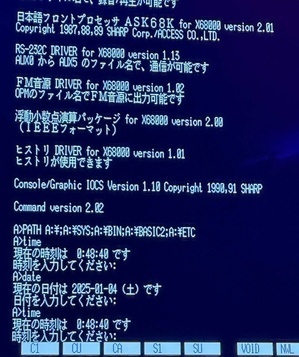 で、録音/再生が可能です
日本語フロントプロセッサ ASK68K for X68000 version 2.01
Copyright 1987,88,89 SHARP Corp./ACCESS CO.,LTD.
RS-232C DRIVER for X68000 version 1.13
AUX0 から AUX5 のファイル名で、通信が可能です
FM音源 DRIVER for X68000 version 1.02
OPMのファイル名でFM音源に出力可能です
浮動小数点演算パッケージ for X68000 version 2.00
(IEEEフォーマット)
ヒストリ DRIVER for X68000 version 1.01
ヒストリが使用できます
Console/Graphic IOCS Version 1.10 Copyright 1990,91 SHARP
Command version 2.02
A>PATH A:¥;A:¥SYS;A:¥BIN;A:¥BASIC2;A:¥ETC
A>time
現在の時刻は 0:48:40 です
時刻を入力してください:
A>date
現在の日付は 2025-01-04 (土) です
日付を入力してください:
A>time
現在の時刻は 0:48:40 です
時刻を入力してください:
C1 CU CA S1 SU VOID NWL